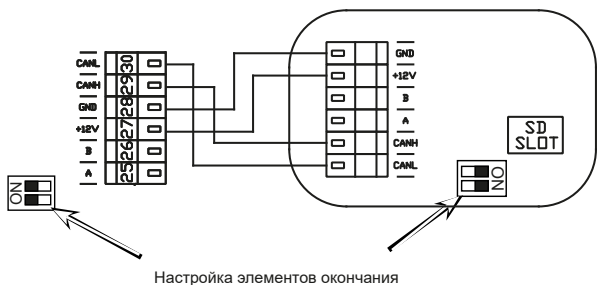 CANL 30
CANH 29
GND 28
+12V 27
B 26
A 25
GND
+12V
B
A
CANH
CANL
SD
SLOT
ON
ON
Настройка элементов окончания